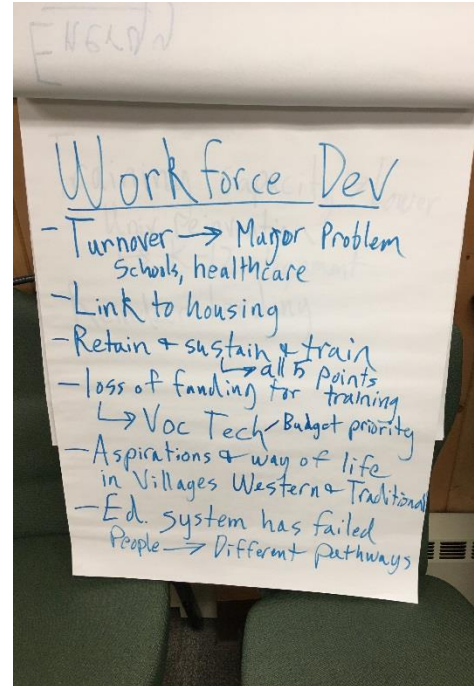 Workforce Dev
- Turnover → Major Problem
Schools, healthcare
- Link to housing
- Retain & sustain & train
↳ all 5 points
- loss of funding for training
↳ Voc Tech / Budget priority
- Aspirations & way of life
in Villages Western & Traditional
- Ed. system has failed
People → Different pathways